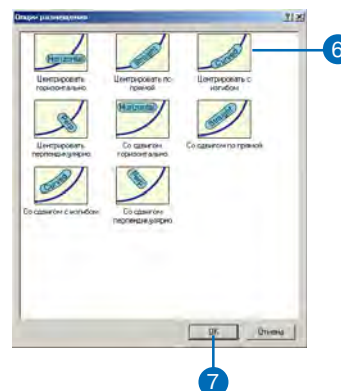 Опции размещения
Horizontal
Straight
Curved
Центрировать горизонтально
Центрировать по прямой
Центрировать с изгибом
Perp
Horizontal
Straight
Центрировать перпендикулярно
Со сдвигом горизонтально
Со сдвигом по прямой
Curved
Perp
Со сдвигом с изгибом
Со сдвигом перпендикулярно
OK
Отмена
6
7